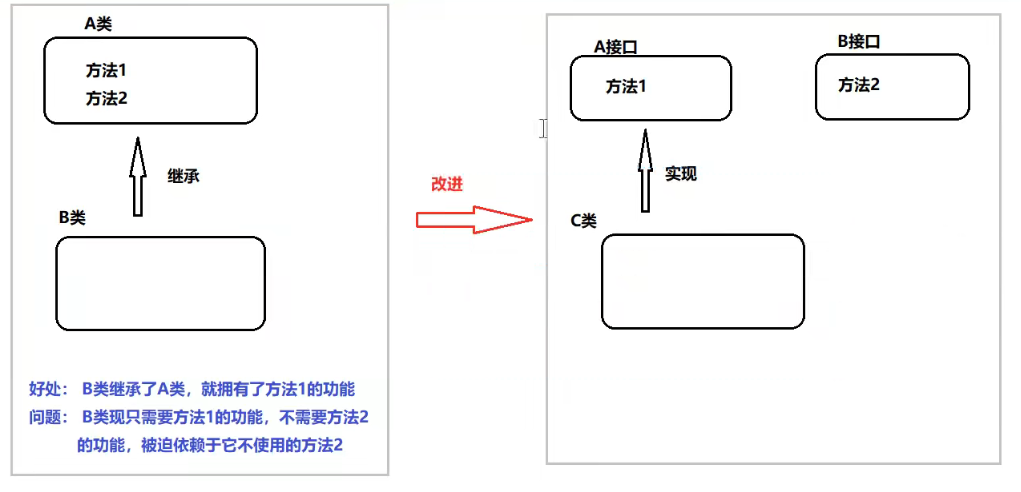 A类
方法1
方法2
继承
B类
好处： B类继承了A类，就拥有了方法1的功能
问题： B类现只需要方法1的功能，不需要方法2
的功能，被迫依赖于它不使用的方法2
改进
A接口
方法1
B接口
方法2
实现
C类